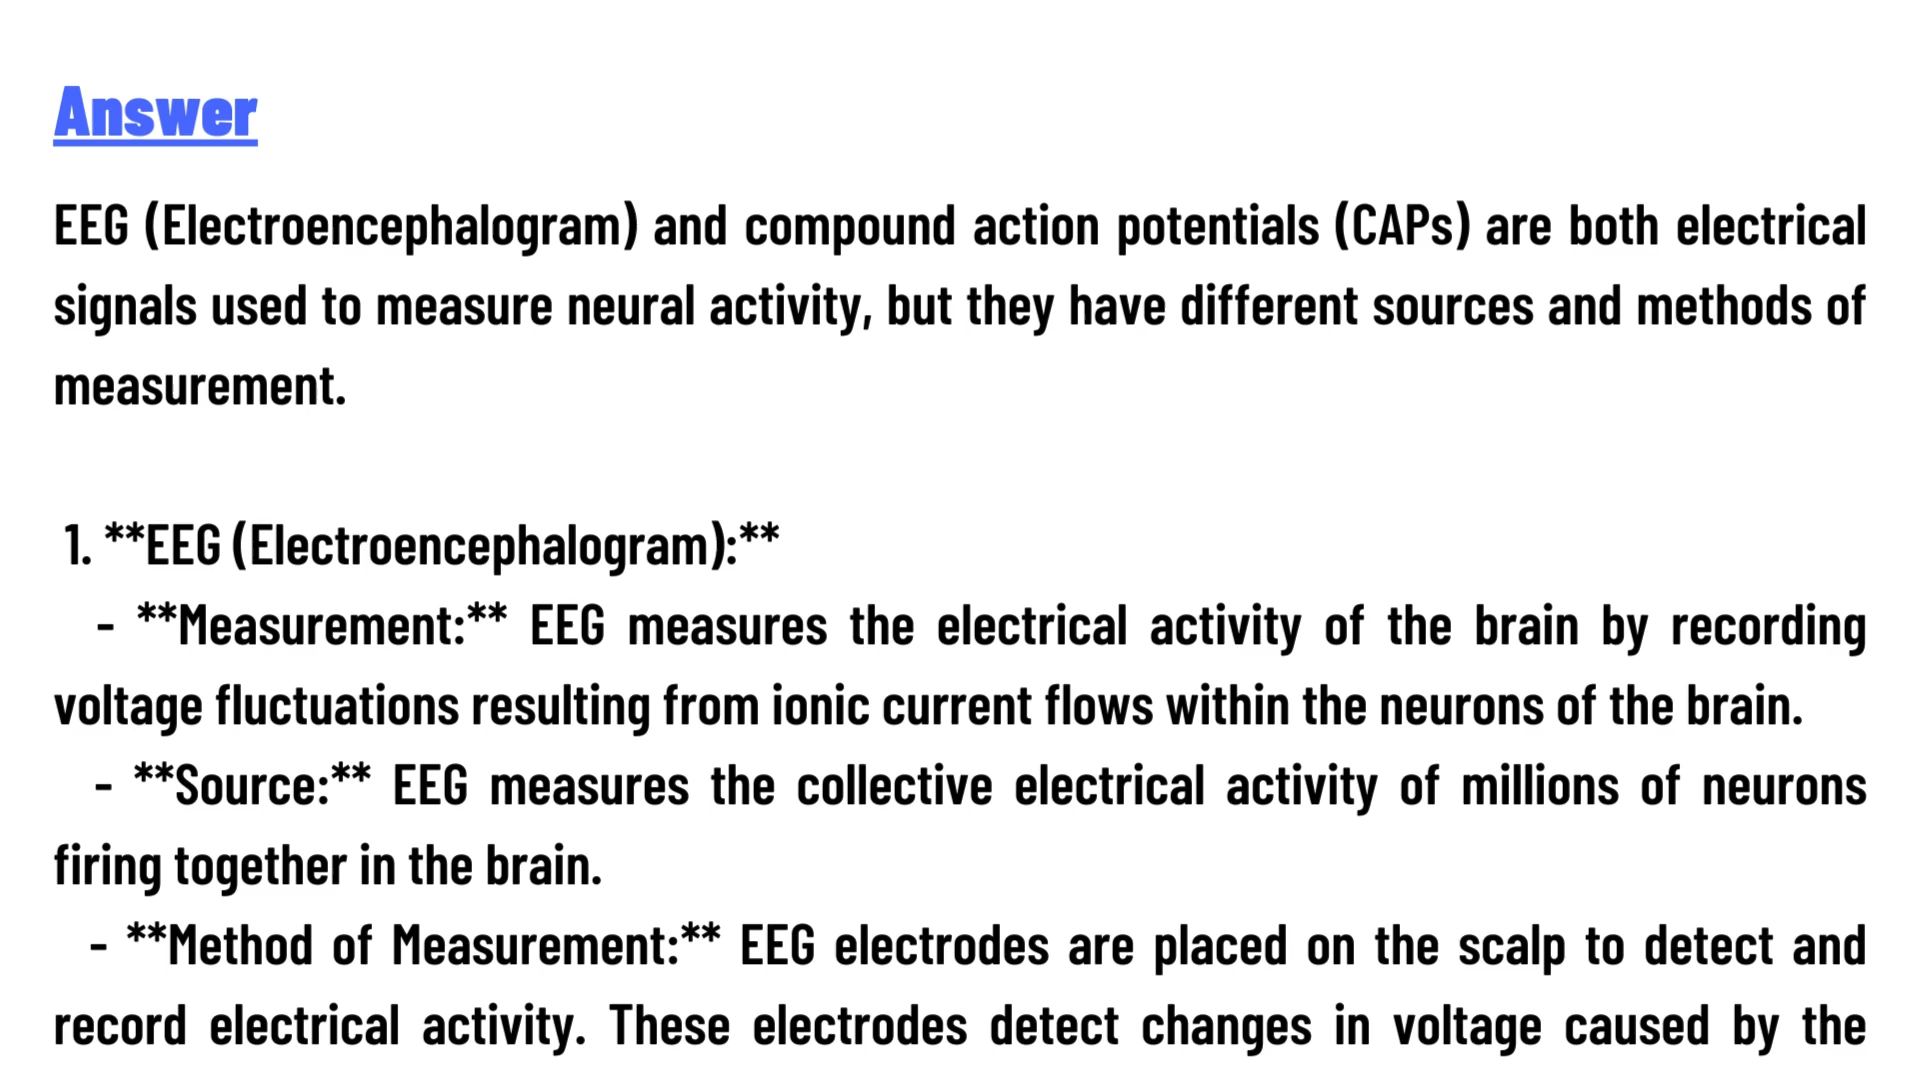 Answer
EEG (Electroencephalogram) and compound action potentials (CAPs) are both electrical
signals used to measure neural activity, but they have different sources and methods of
measurement.
1. **EEG (Electroencephalogram):**
- **Measurement:** EEG measures the electrical activity of the brain by recording
voltage fluctuations resulting from ionic current flows within the neurons of the brain.
- **Source:** EEG measures the collective electrical activity of millions of neurons
firing together in the brain.
- **Method of Measurement:** EEG electrodes are placed on the scalp to detect and
record electrical activity. These electrodes detect changes in voltage caused by the